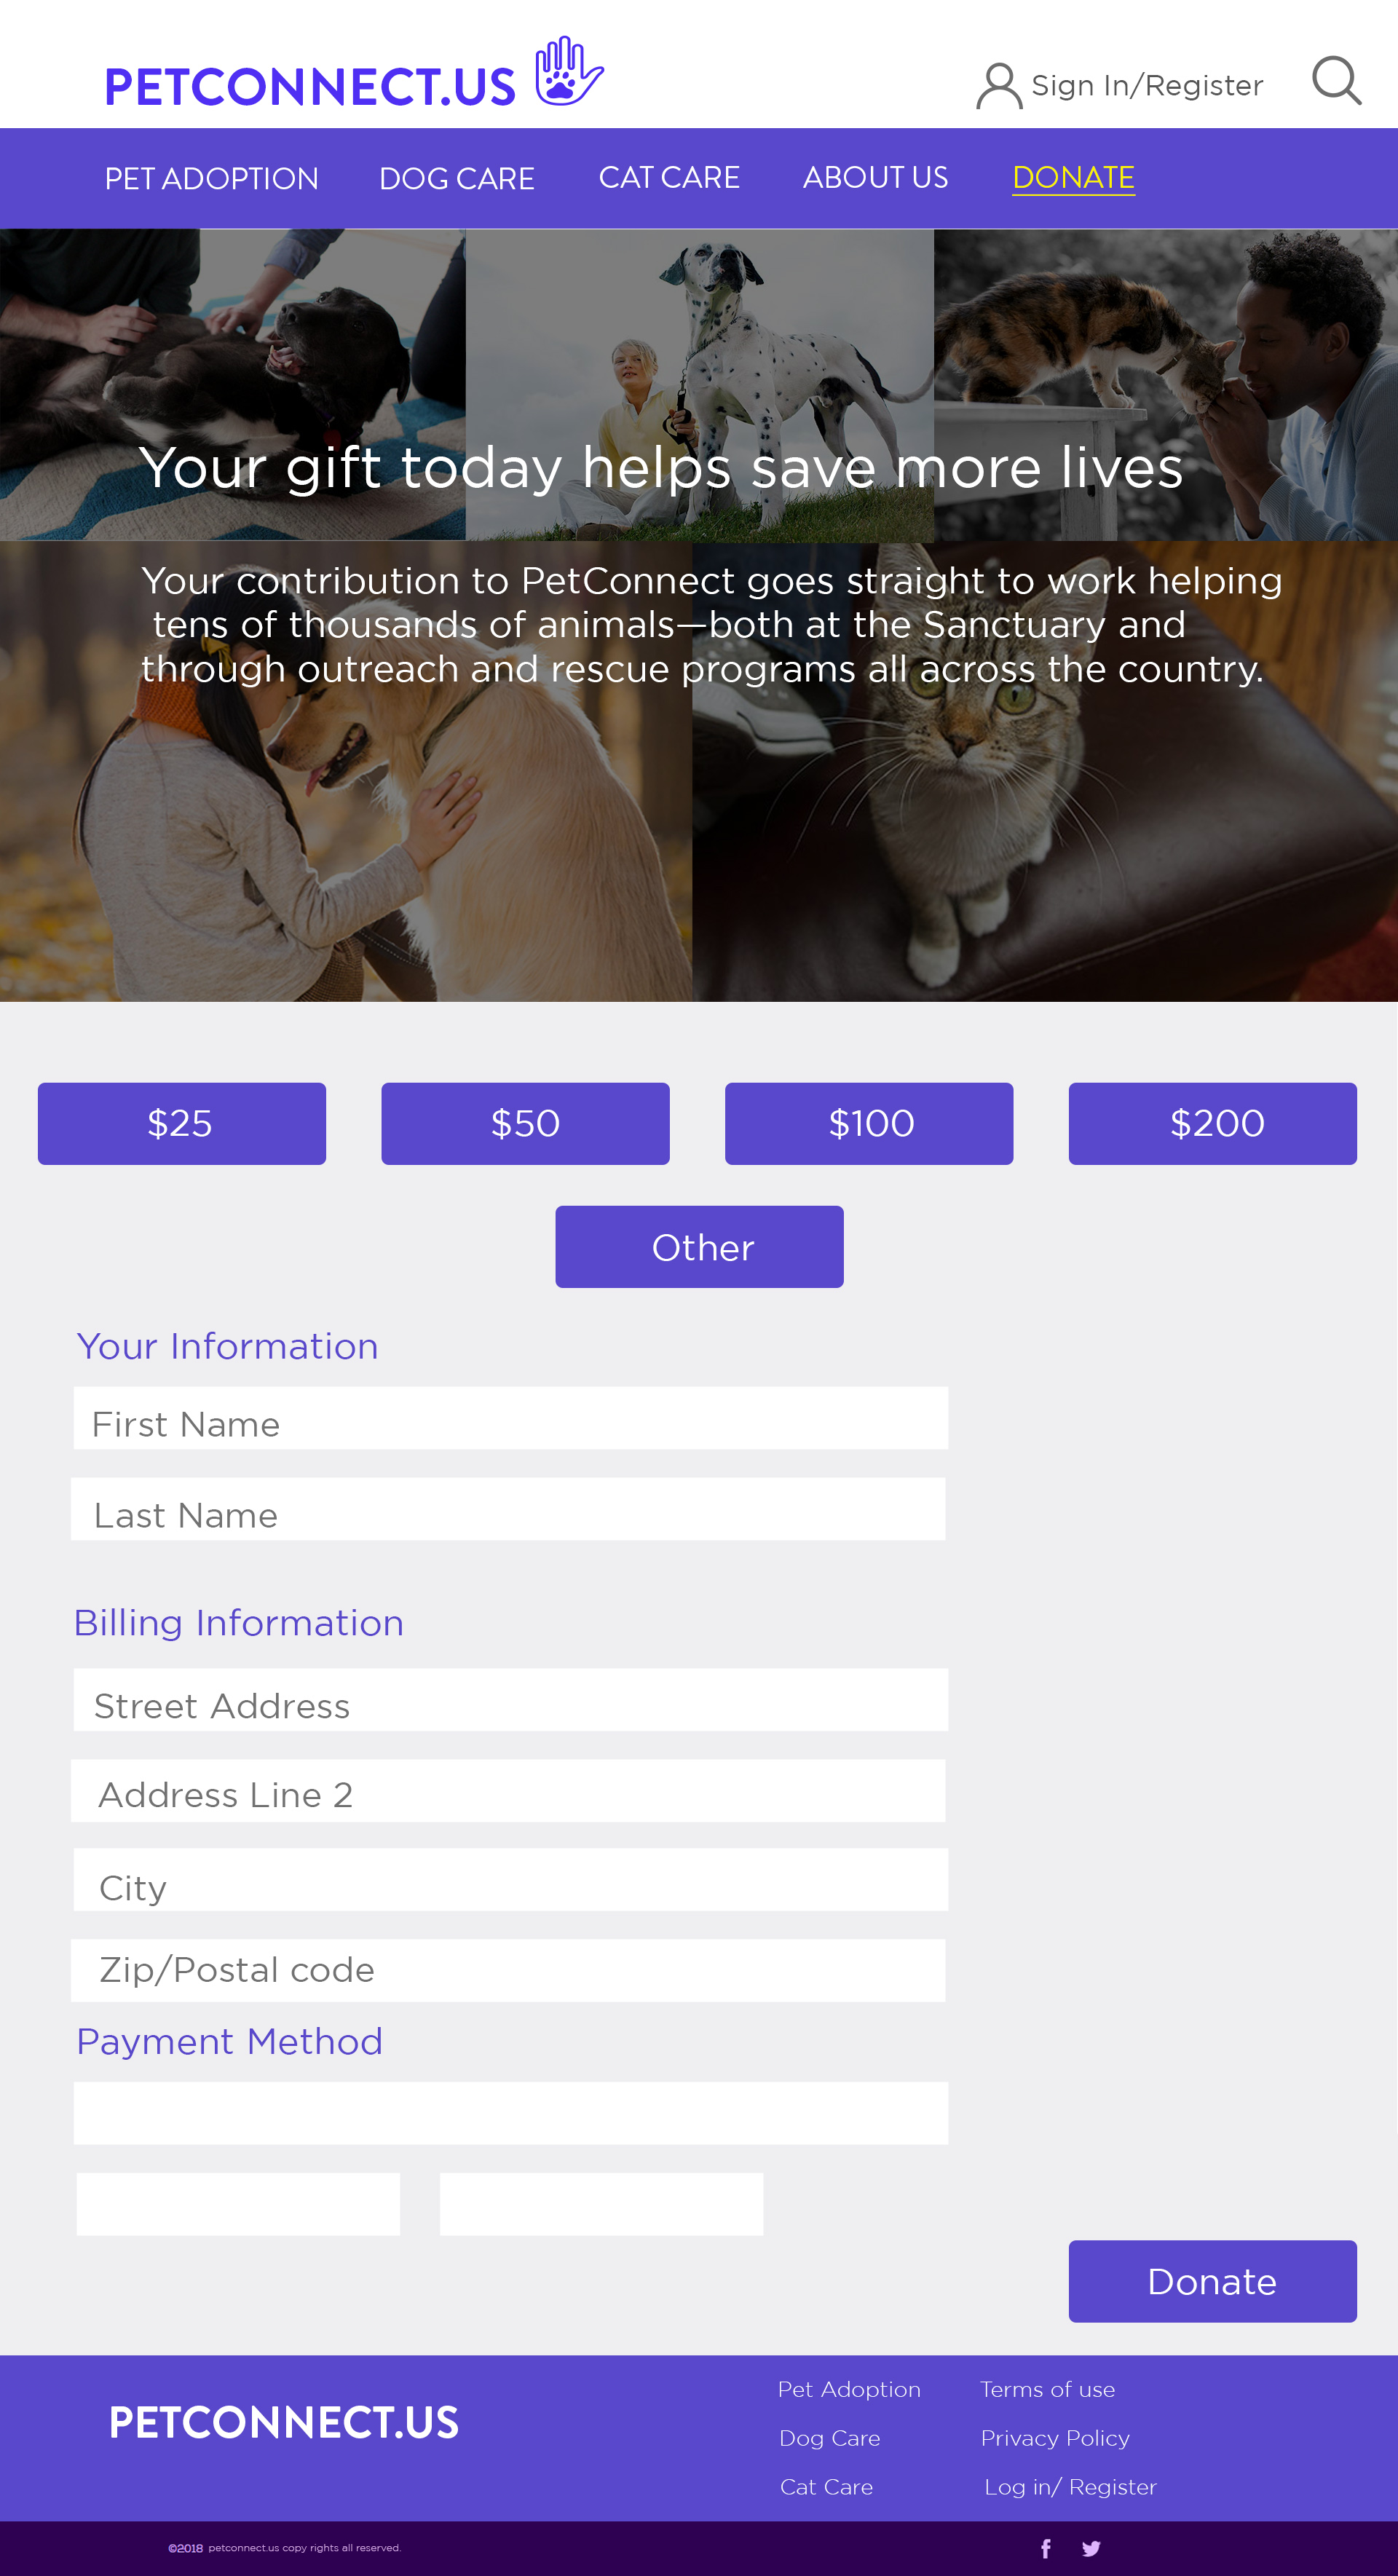 PETCONNECT.US
Sign In/Register
PET ADOPTION DOG CARE CAT CARE ABOUT US DONATE
Your gift today helps save more lives
Your contribution to PetConnect goes straight to work helping
tens of thousands of animals—both at the Sanctuary and
through outreach and rescue programs all across the country.
$25 $50 $100 $200
Other
Your Information
First Name
Last Name
Billing Information
Street Address
Address Line 2
City
Zip/Postal code
Payment Method
Donate
PETCONNECT.US
Pet Adoption Terms of use
Dog Care Privacy Policy
Cat Care Log in/ Register
©2018 petconnect.us copy rights all reserved.